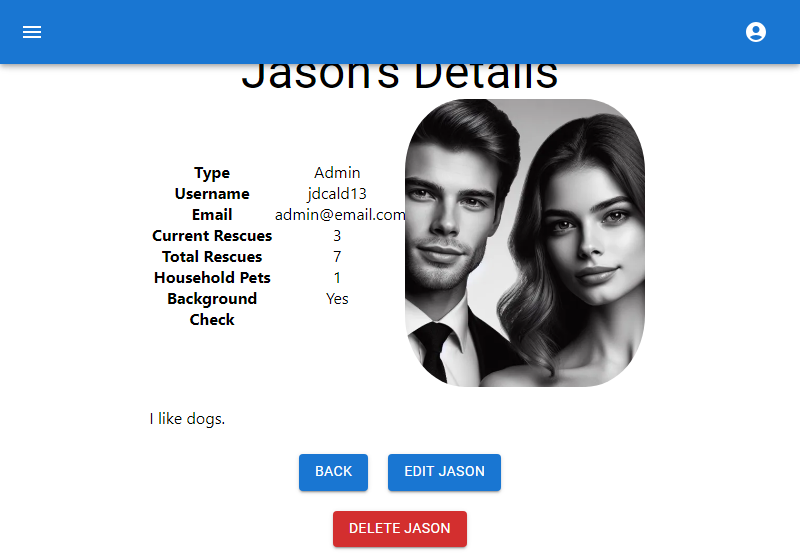 Jason's Details
Type Admin
Username jdcald13
Email admin@email.com
Current Rescues 3
Total Rescues 7
Household Pets 1
Background Yes
Check
I like dogs.
BACK EDIT JASON
DELETE JASON